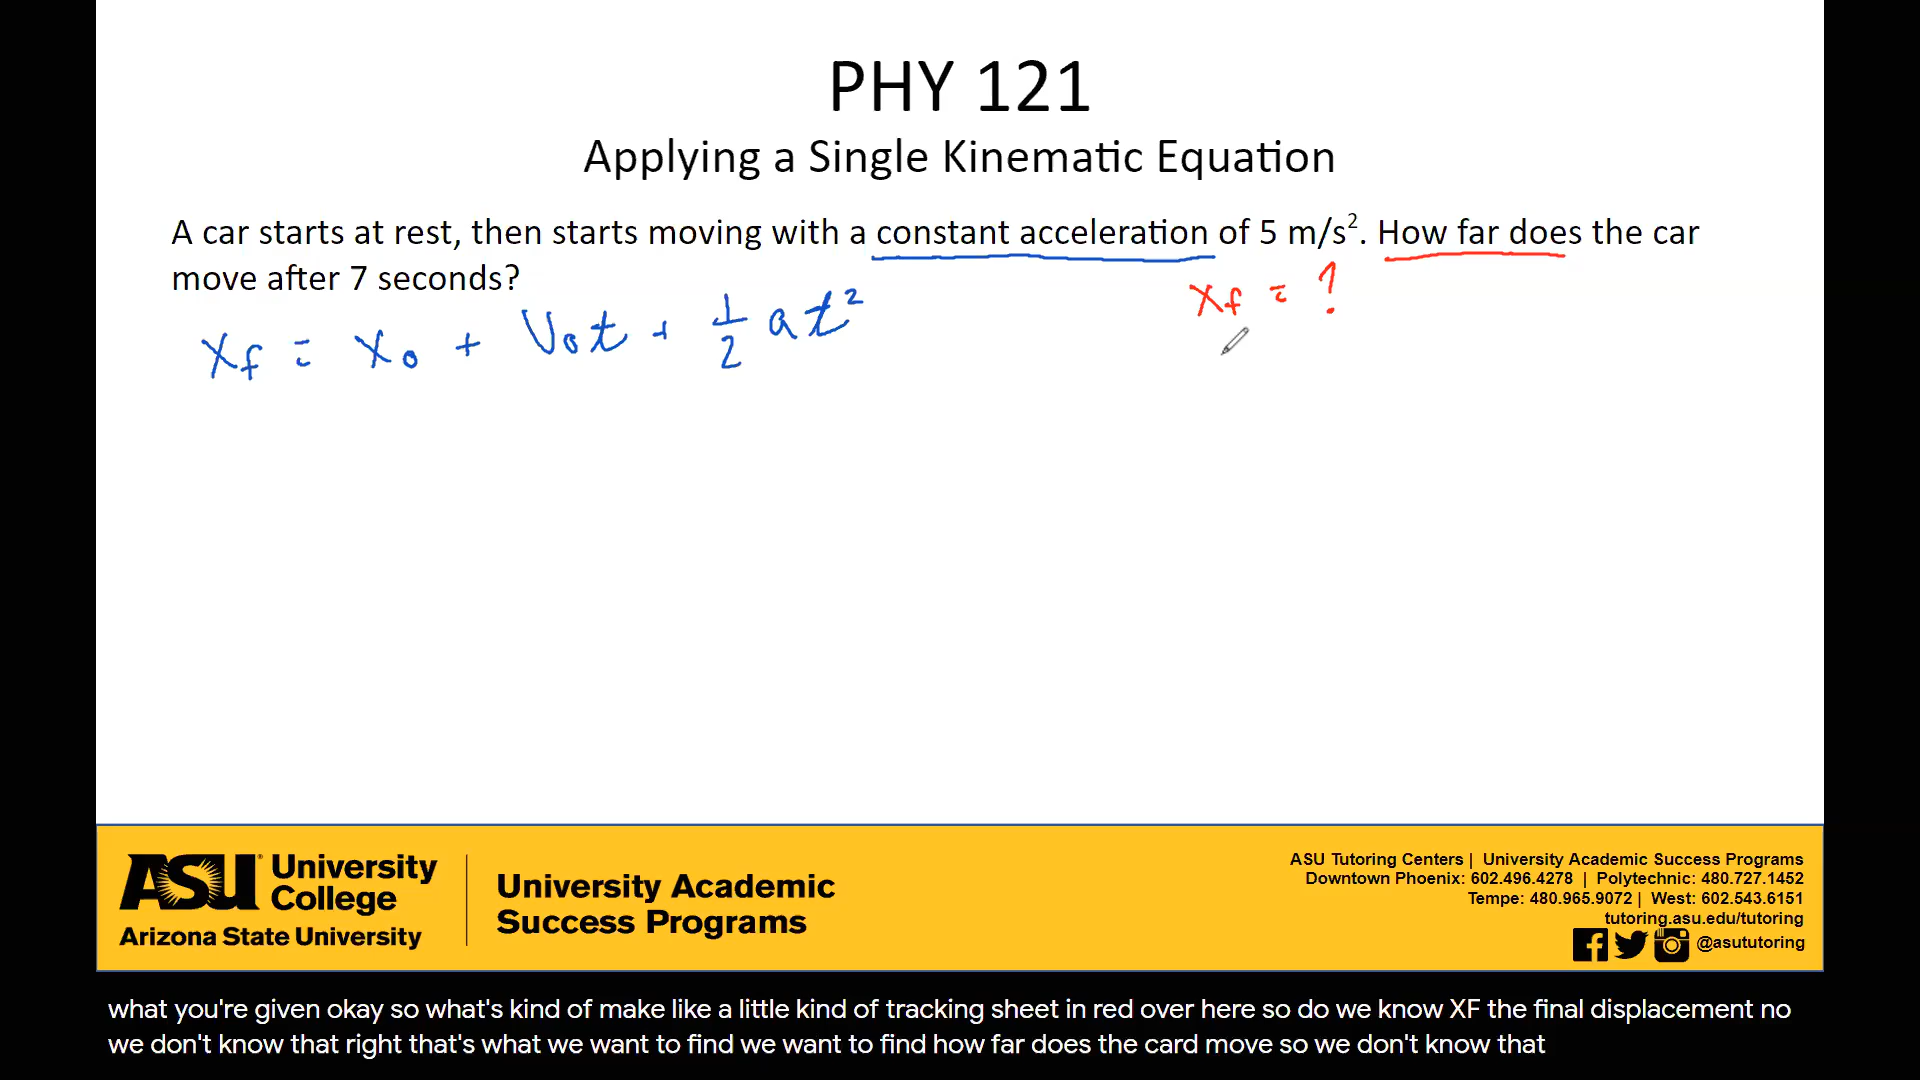 PHY 121
Applying a Single Kinematic Equation
A car starts at rest, then starts moving with a constant acceleration of 5 m/s². How far does the car
move after 7 seconds?
xf = ?
xf = x₀ + v₀t + 1/2 at²
ASU University College
Arizona State University
University Academic
Success Programs
ASU Tutoring Centers | University Academic Success Programs
Downtown Phoenix: 602.496.4278 | Polytechnic: 480.727.1452
Tempe: 480.965.9072 | West: 602.543.6151
tutoring.asu.edu/tutoring
@asututoring
what you're given okay so what's kind of make like a little kind of tracking sheet in red over here so do we know XF the final displacement no
we don't know that right that's what we want to find we want to find how far does the card move so we don't know that